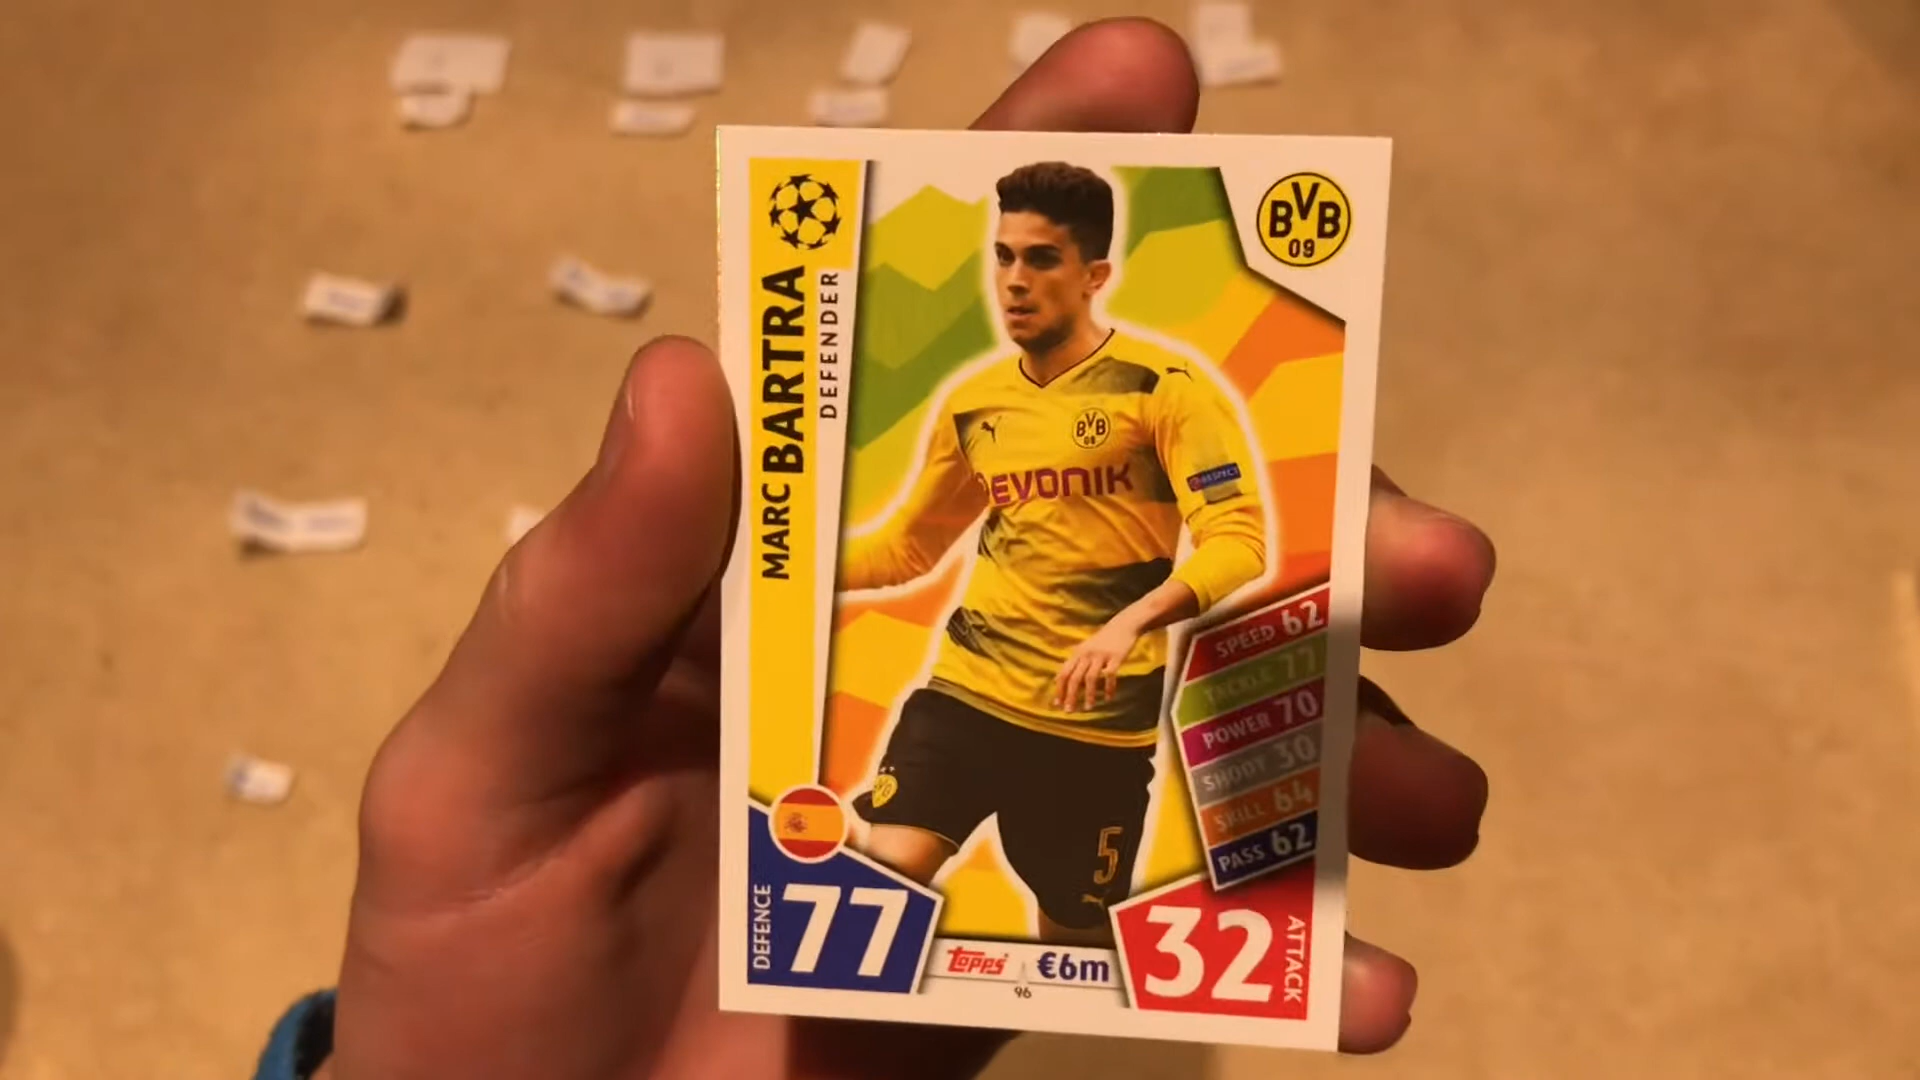 MARC BARTRA
DEFENDER
BVB
09
BVB
09
EVONIK
RESPECT
SPEED 62
TACKLE 77
POWER 70
SHOOT 30
SKILL 64
PASS 62
5
DEFENCE
77
topps
€6m
96
32
ATTACK